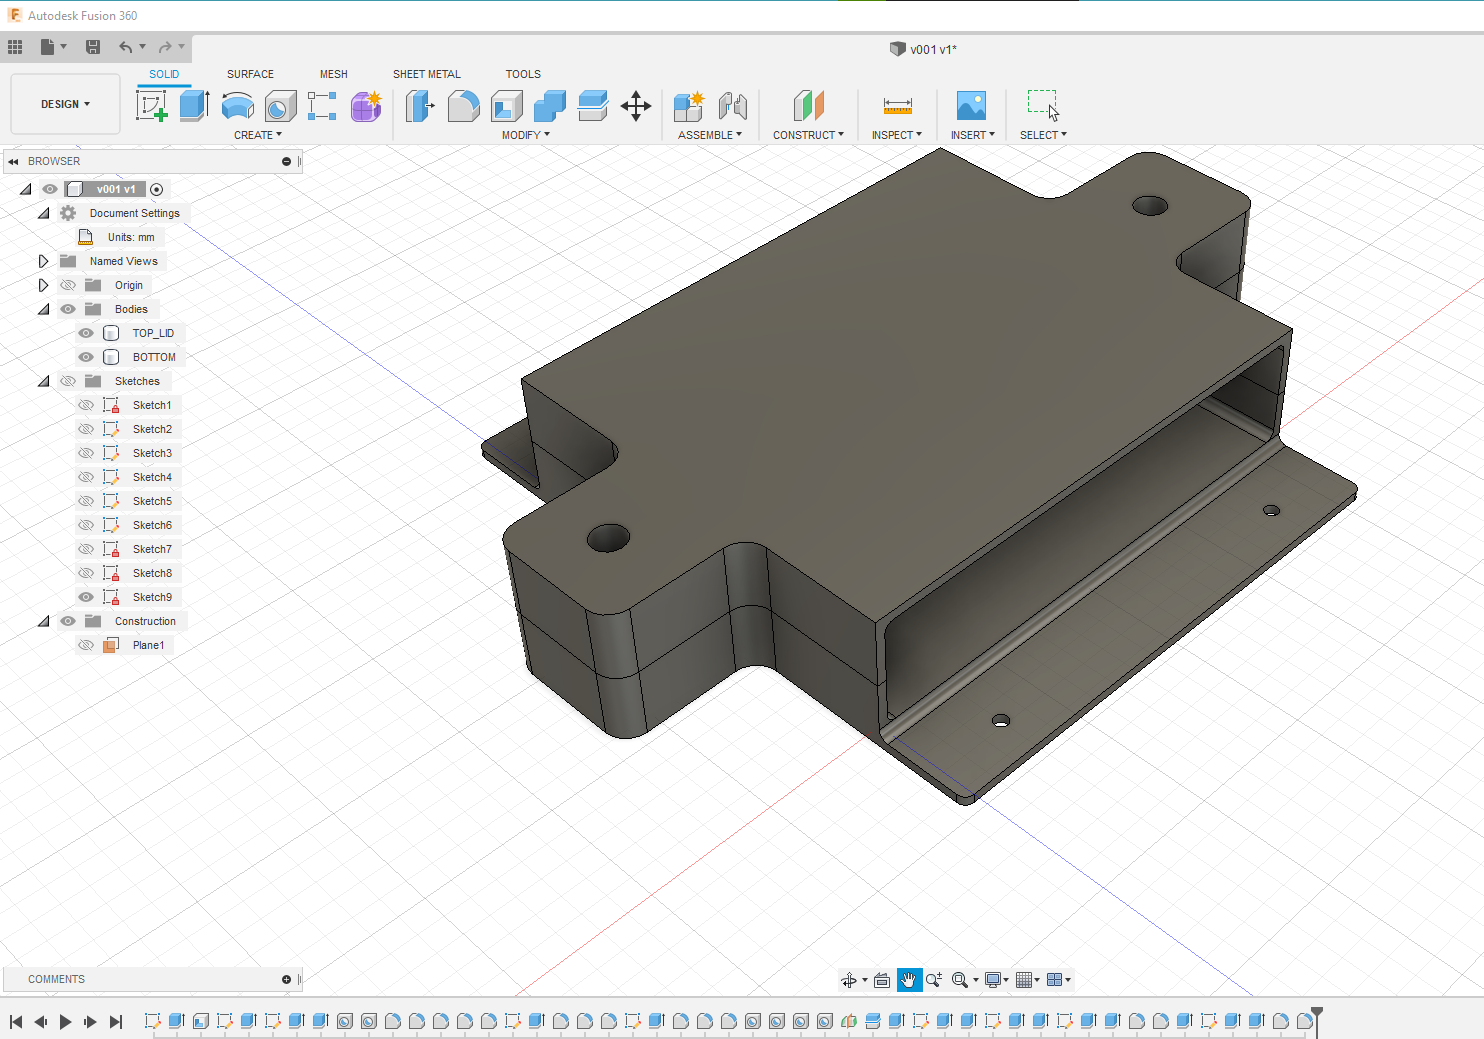 Autodesk Fusion 360
v001 v1*
SOLID SURFACE MESH SHEET METAL TOOLS
DESIGN
CREATE MODIFY ASSEMBLE CONSTRUCT INSPECT INSERT SELECT
BROWSER
v001 v1
Document Settings
Units: mm
Named Views
Origin
Bodies
TOP_LID
BOTTOM
Sketches
Sketch1
Sketch2
Sketch3
Sketch4
Sketch5
Sketch6
Sketch7
Sketch8
Sketch9
Construction
Plane1
COMMENTS